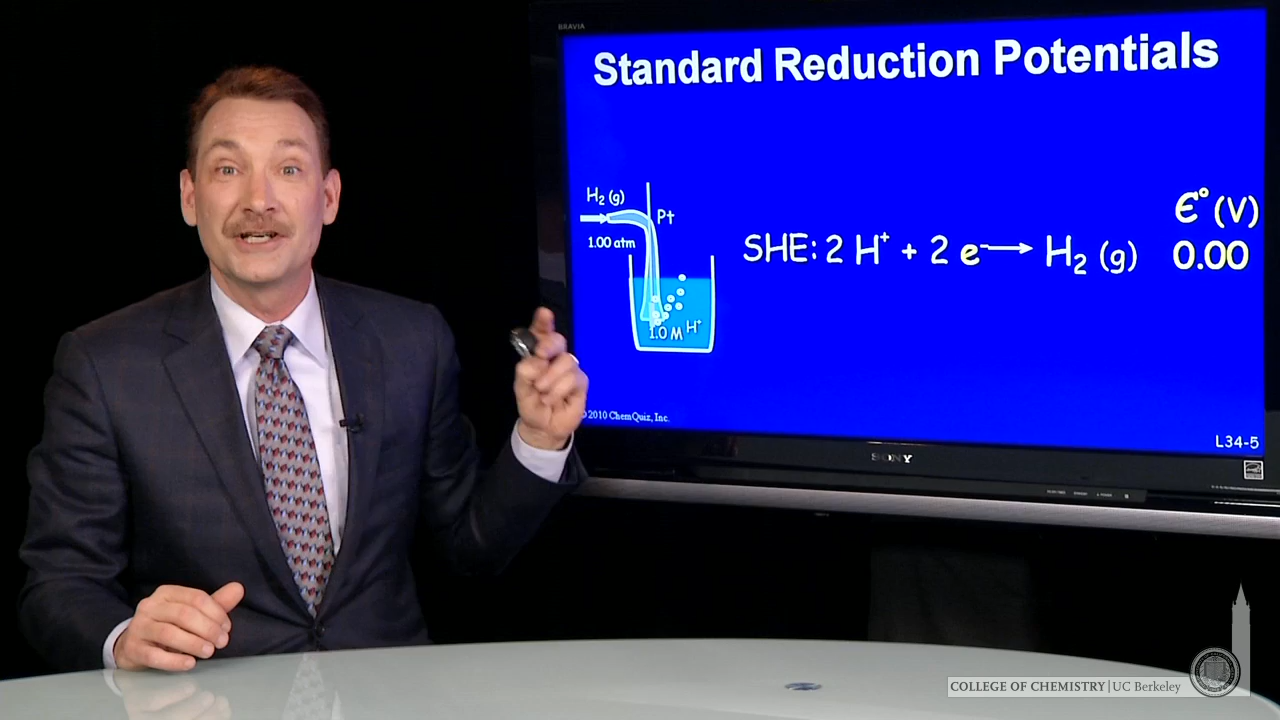 BRAVIA
Standard Reduction Potentials
H₂ (g)
Pt
1.00 atm
1.0 M H⁺
Є° (V)
SHE: 2 H⁺ + 2 e⁻ → H₂ (g) 0.00
© 2010 ChemQuiz, Inc.
L34-5
SONY
COLLEGE OF CHEMISTRY | UC Berkeley